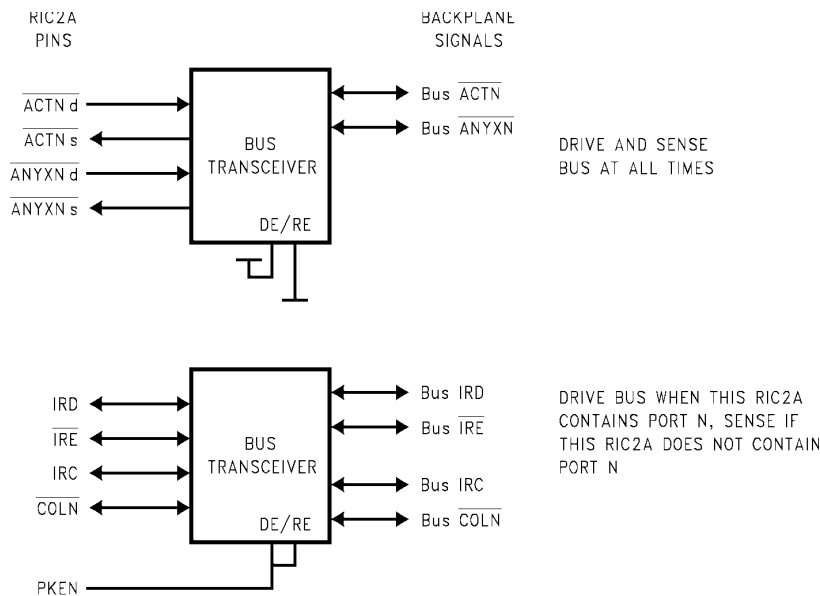 RIC2A
PINS
BACKPLANE
SIGNALS
ACTN d
ACTN s
ANYXN d
ANYXN s
BUS
TRANSCEIVER
DE/RE
Bus ACTN
Bus ANYXN
DRIVE AND SENSE
BUS AT ALL TIMES
IRD
IRE
IRC
COLN
PKEN
BUS
TRANSCEIVER
DE/RE
Bus IRD
Bus IRE
Bus IRC
Bus COLN
DRIVE BUS WHEN THIS RIC2A
CONTAINS PORT N, SENSE IF
THIS RIC2A DOES NOT CONTAIN
PORT N